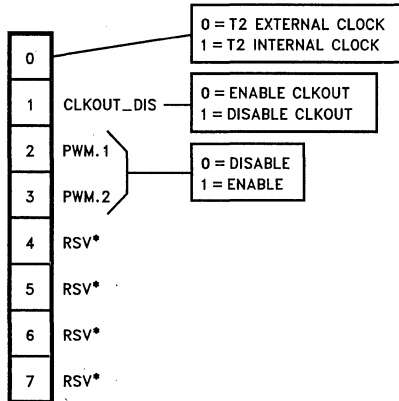 0 = T2 EXTERNAL CLOCK
1 = T2 INTERNAL CLOCK
0
1 CLKOUT_DIS
0 = ENABLE CLKOUT
1 = DISABLE CLKOUT
2 PWM.1
3 PWM.2
0 = DISABLE
1 = ENABLE
4 RSV*
5 RSV*
6 RSV*
7 RSV*